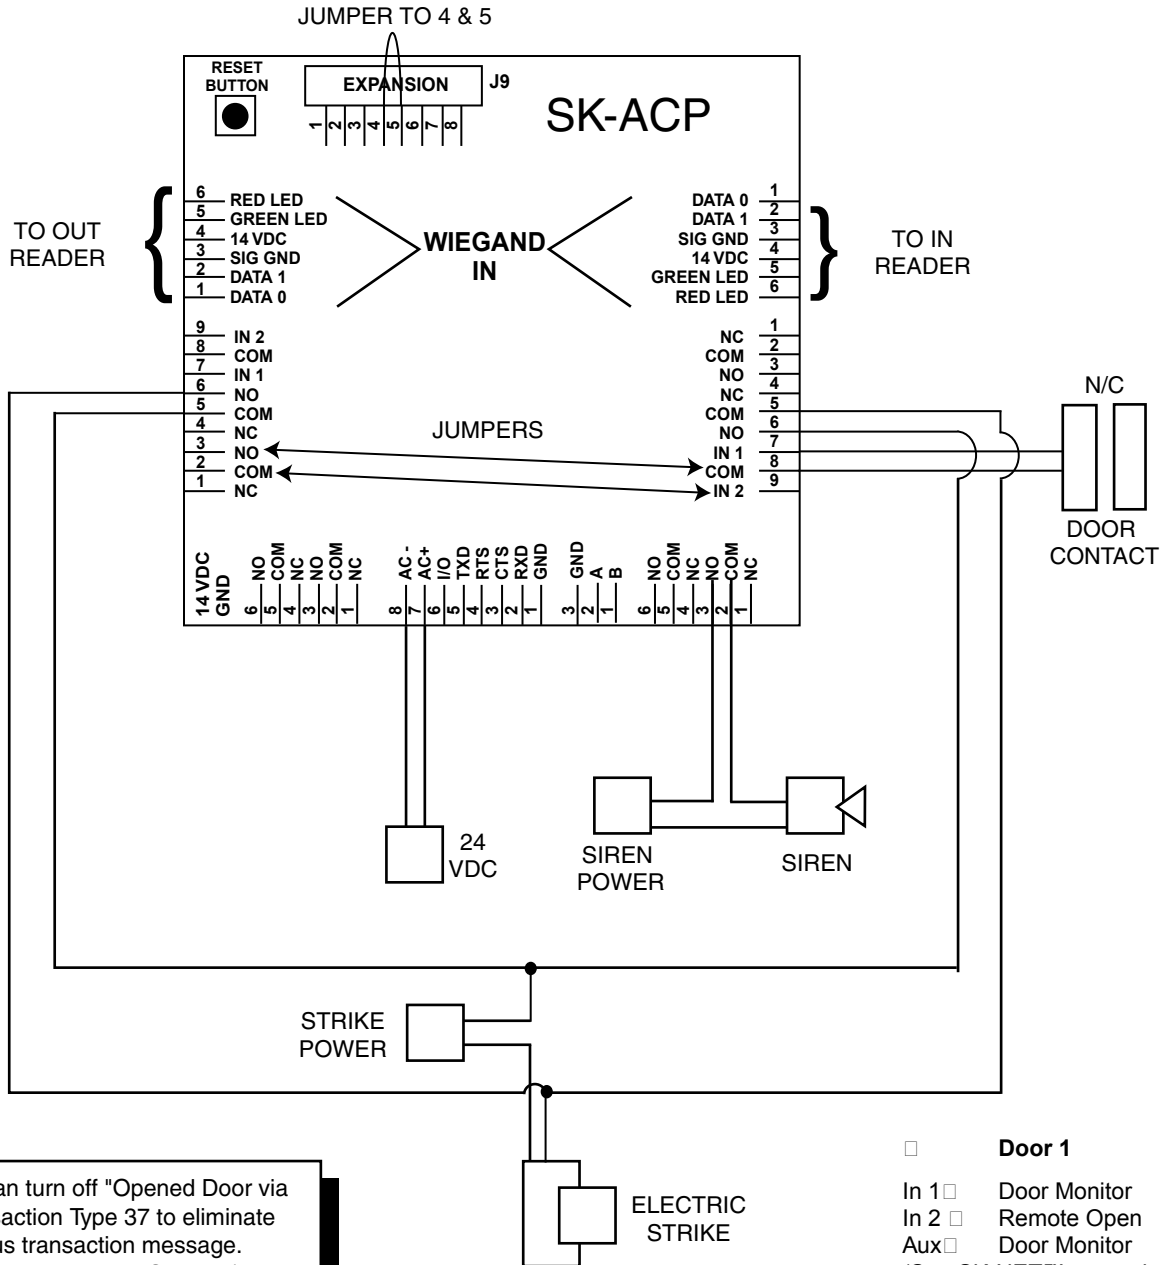 JUMPER TO 4 & 5
RESET
BUTTON
EXPANSION
J9
SK-ACP
1 2 3 4 5 6 7 8
TO OUT
READER
6 RED LED
5 GREEN LED
4 14 VDC
3 SIG GND
2 DATA 1
1 DATA 0
WIEGAND
IN
DATA 0 1
DATA 1 2
SIG GND 3
14 VDC 4
GREEN LED 5
RED LED 6
TO IN
READER
9 IN 2
8 COM
7 IN 1
6 NO
5 COM
4 NC
3 NO
2 COM
1 NC
JUMPERS
NC 1
COM 2
NO 3
NC 4
COM 5
NO 6
IN 1 7
COM 8
IN 2 9
N/C
DOOR
CONTACT
14 VDC
GND
NO COM NC NO COM NC
6 5 4 3 2 1
AC - AC+ I/O TXD RTS CTS RXD GND
8 7 6 5 4 3 2 1
GND A B
3 2 1
NO COM NC NO COM NC
6 5 4 3 2 1
24
VDC
SIREN
POWER
SIREN
STRIKE
POWER
ELECTRIC
STRIKE
an turn off "Opened Door via
saction Type 37 to eliminate
us transaction message.
Door 1
In 1 Door Monitor
In 2 Remote Open
Aux Door Monitor